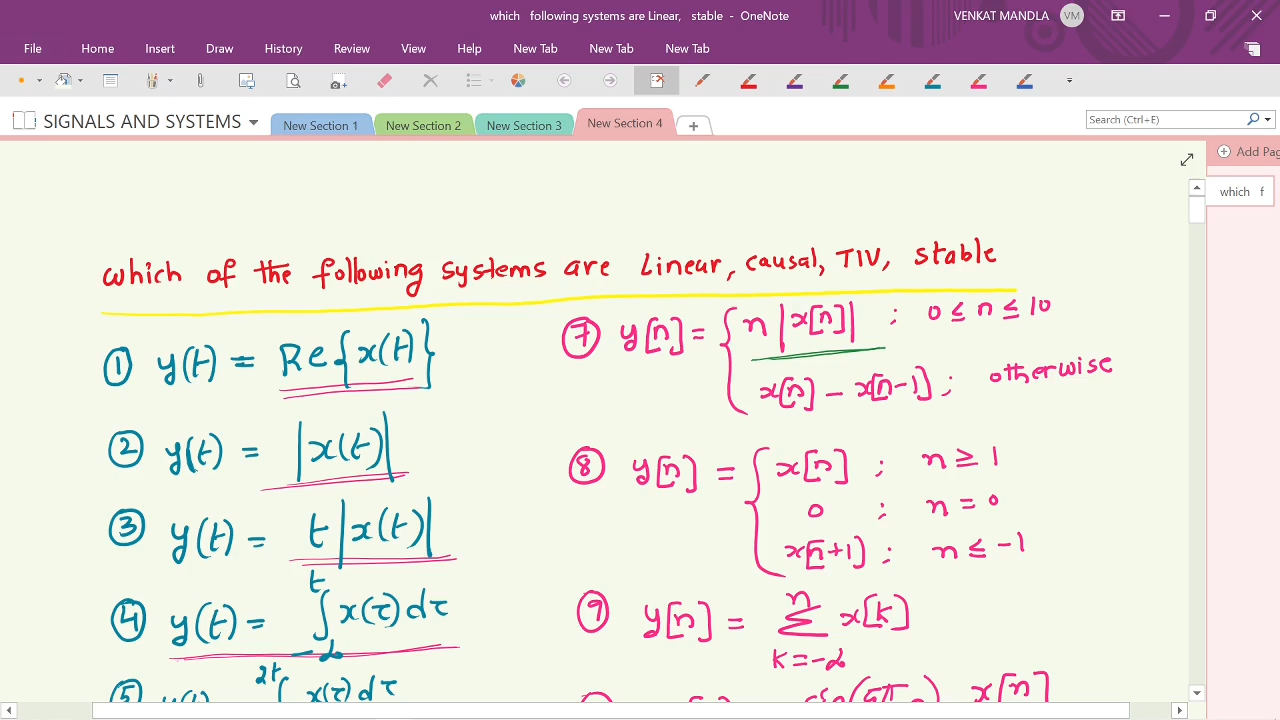 which following systems are Linear, stable - OneNote
VENKAT MANDLA VM
File Home Insert Draw History Review View Help New Tab New Tab New Tab
SIGNALS AND SYSTEMS New Section 1 New Section 2 New Section 3 New Section 4
Search (Ctrl+E)
Add Pag
which f
which of the following systems are Linear, causal, TIV, stable
① y(t) = Re{x(t)}
② y(t) = |x(t)|
③ y(t) = t|x(t)|
④ y(t) = ∫_{-∞}^{t} x(τ)dτ
2t
x(τ)dτ
⑦ y[n] = { n|x[n]| ; 0 ≤ n ≤ 10
x[n] - x[n-1] ; otherwise
⑧ y[n] = { x[n] ; n ≥ 1
0 ; n = 0
x[n+1] ; n ≤ -1
⑨ y[n] = Σ_{k=-∞}^{n} x[k]
x[n]